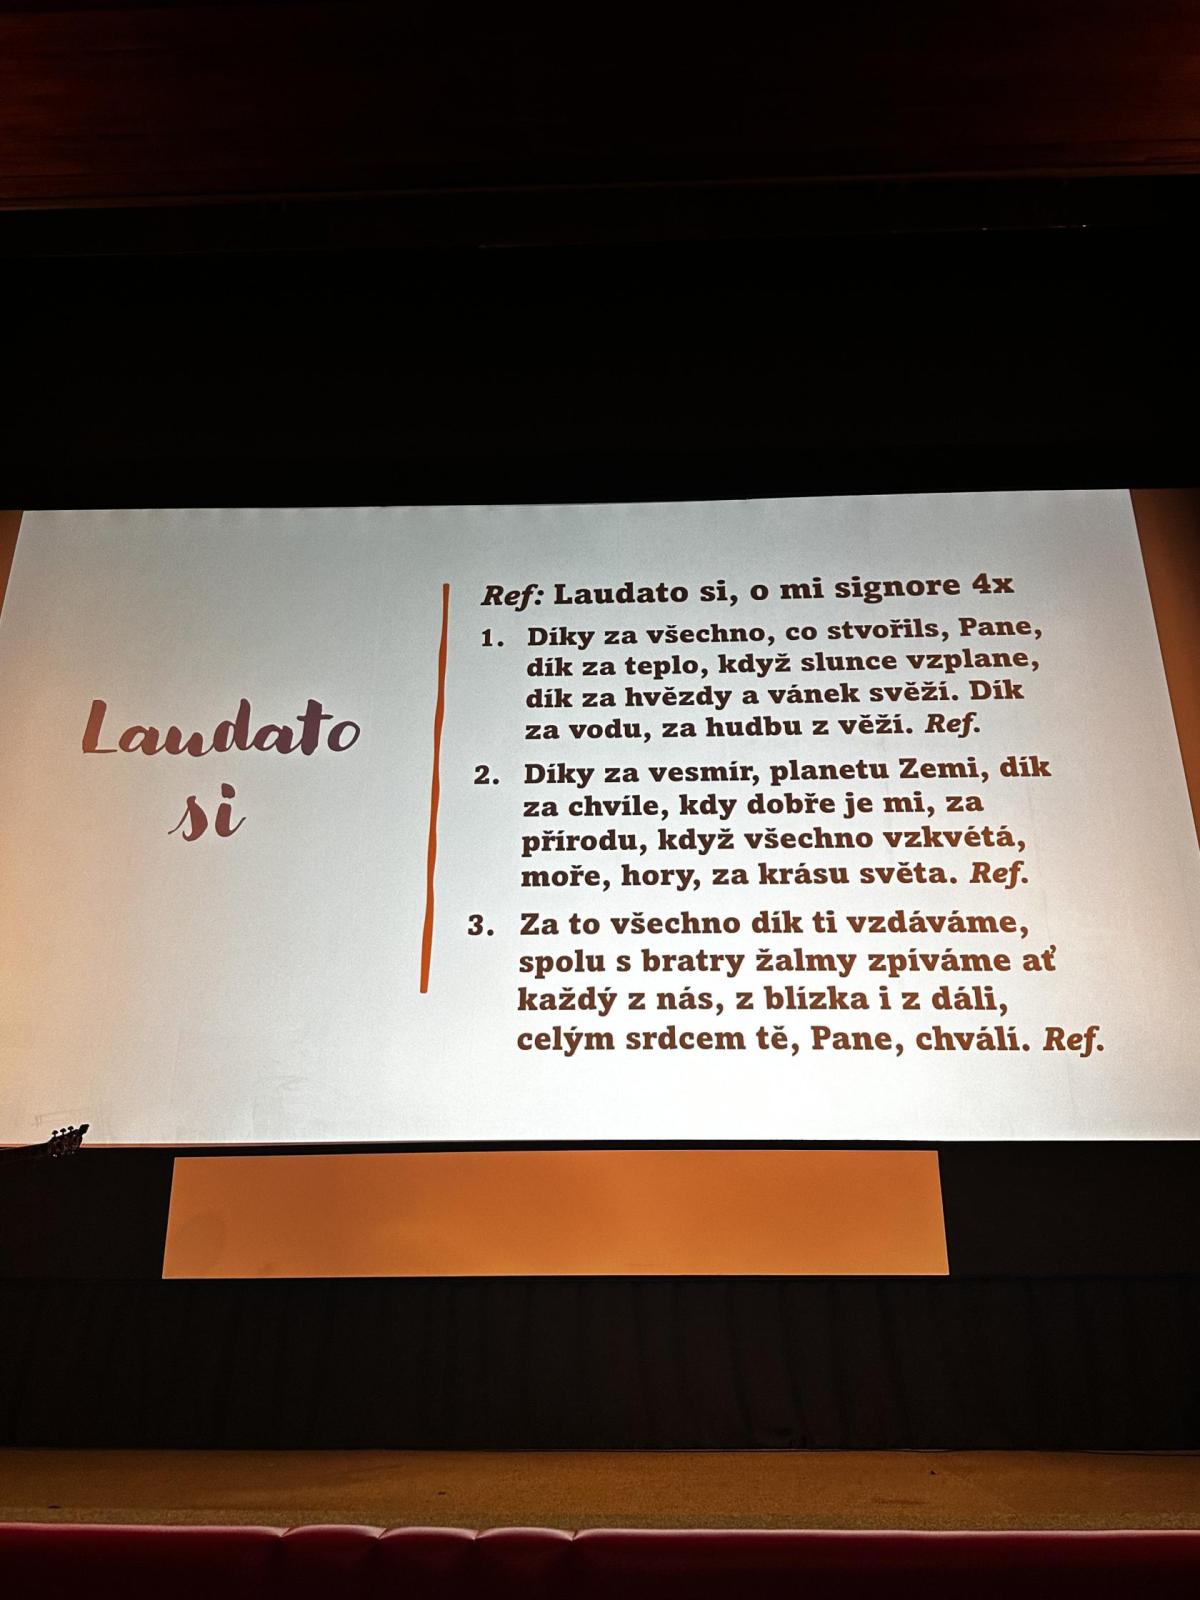 Laudato
si
Ref: Laudato si, o mi signore 4x
1. Díky za všechno, co stvořils, Pane,
dík za teplo, když slunce vzplane,
dík za hvězdy a vánek svěží. Dík
za vodu, za hudbu z věží. Ref.
2. Díky za vesmír, planetu Zemi, dík
za chvíle, kdy dobře je mi, za
přírodu, když všechno vzkvétá,
moře, hory, za krásu světa. Ref.
3. Za to všechno dík ti vzdáváme,
spolu s bratry žalmy zpíváme ať
každý z nás, z blízka i z dáli,
celým srdcem tě, Pane, chválí. Ref.